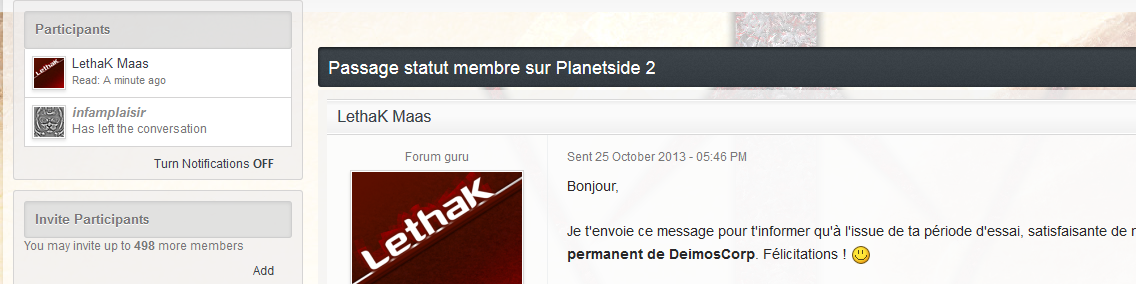 Participants
LethaK Maas
Read: A minute ago
infamplaisir
Has left the conversation
Turn Notifications OFF
Invite Participants
You may invite up to 498 more members
Add
Passage statut membre sur Planetside 2
LethaK Maas
Forum guru
LethaK
Sent 25 October 2013 - 05:46 PM
Bonjour,
Je t'envoie ce message pour t'informer qu'à l'issue de ta période d'essai, satisfaisante de
permanent de DeimosCorp. Félicitations !